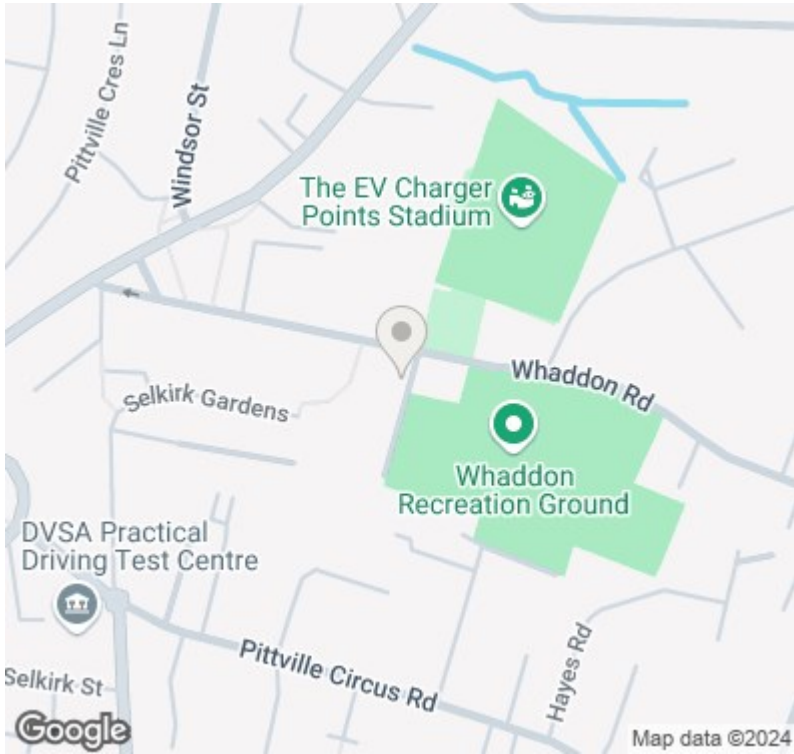 Pittville Cres Ln
Windsor St
The EV Charger
Points Stadium
Whaddon Rd
Selkirk Gardens
Whaddon
Recreation Ground
DVSA Practical
Driving Test Centre
Pittville Circus Rd
Hayes Rd
Selkirk St
Google
Map data ©2024